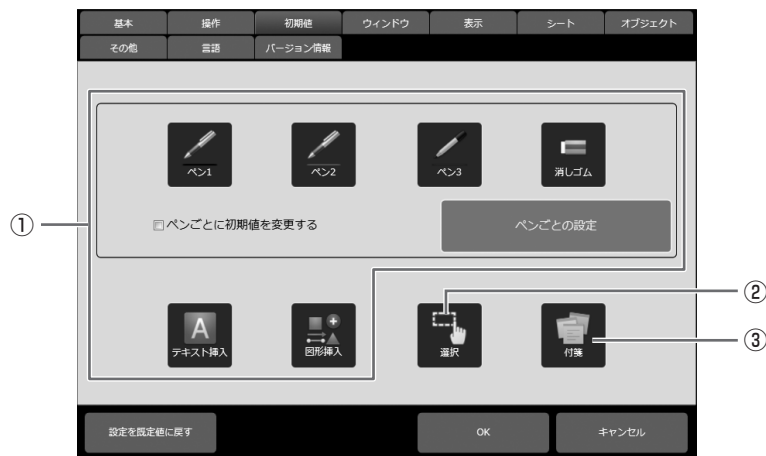 基本 操作 初期値 ウィンドウ 表示 シート オブジェクト
その他 言語 バージョン情報
ペン1 ペン2 ペン3 消しゴム
① ペンごとに初期値を変更する ペンごとの設定
②
A
テキスト挿入 図形挿入 選択 付箋 ③
設定を既定値に戻す OK キャンセル